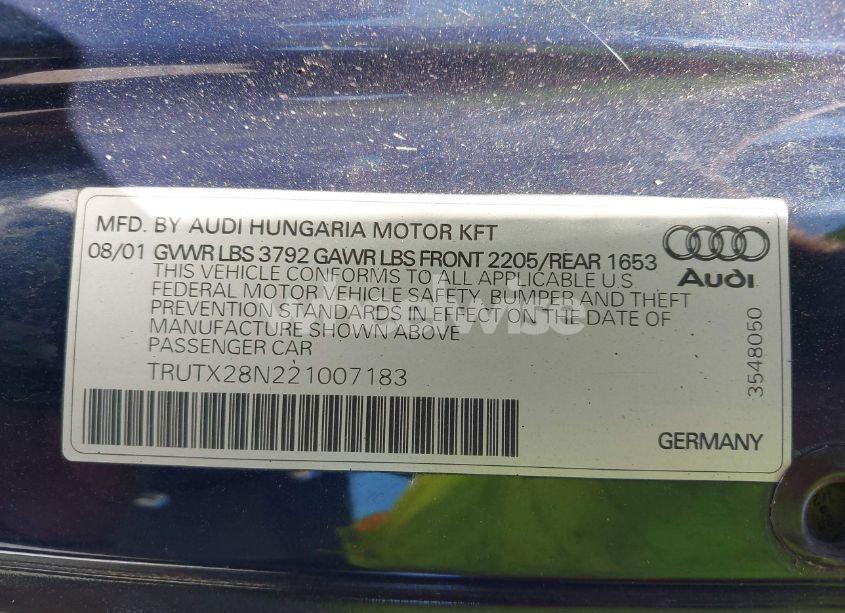 MFD. BY AUDI HUNGARIA MOTOR KFT
08/01 GVWR LBS 3792 GAWR LBS FRONT 2205/REAR 1653
THIS VEHICLE CONFORMS TO ALL APPLICABLE U.S.
FEDERAL MOTOR VEHICLE SAFETY, BUMPER AND THEFT
PREVENTION STANDARDS IN EFFECT ON THE DATE OF
MANUFACTURE SHOWN ABOVE
PASSENGER CAR
TRUTX28N221007183
Audi
3548050
GERMANY